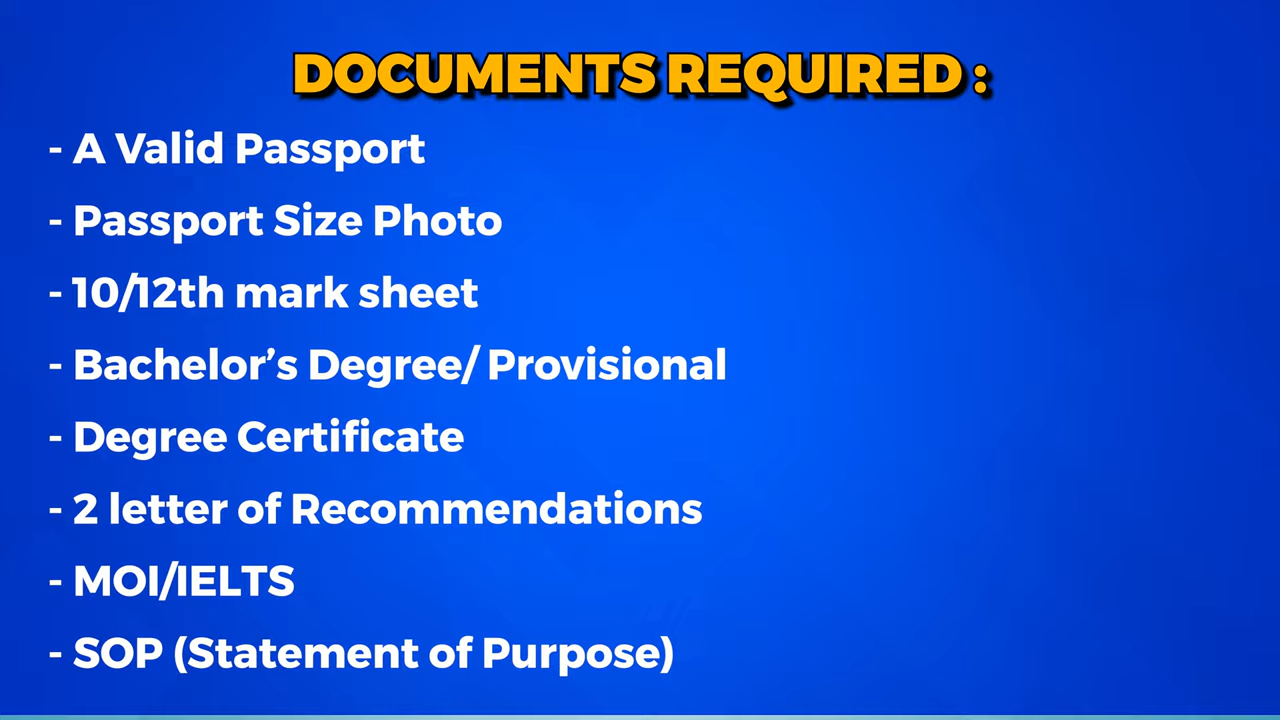 DOCUMENTS REQUIRED :
- A Valid Passport
- Passport Size Photo
- 10/12th mark sheet
- Bachelor’s Degree/ Provisional
- Degree Certificate
- 2 letter of Recommendations
- MOI/IELTS
- SOP (Statement of Purpose)